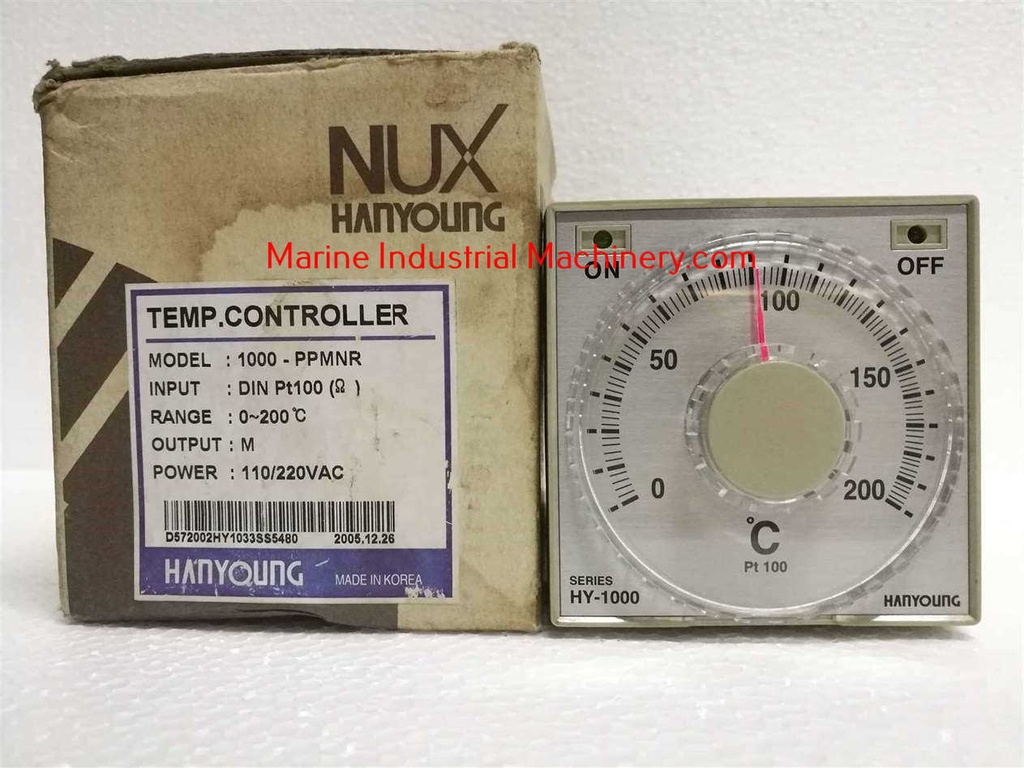 NUX
HANYOUNG
Marine Industrial Machinery.com
TEMP.CONTROLLER
MODEL : 1000 - PPMNR
INPUT : DIN Pt100 (Ω )
RANGE : 0~200℃
OUTPUT : M
POWER : 110/220VAC
D572002HY1033SS5480 2005.12.26
HANYOUNG MADE IN KOREA
ON OFF
100
50
150
0
200
℃
Pt 100
SERIES
HY-1000
HANYOUNG